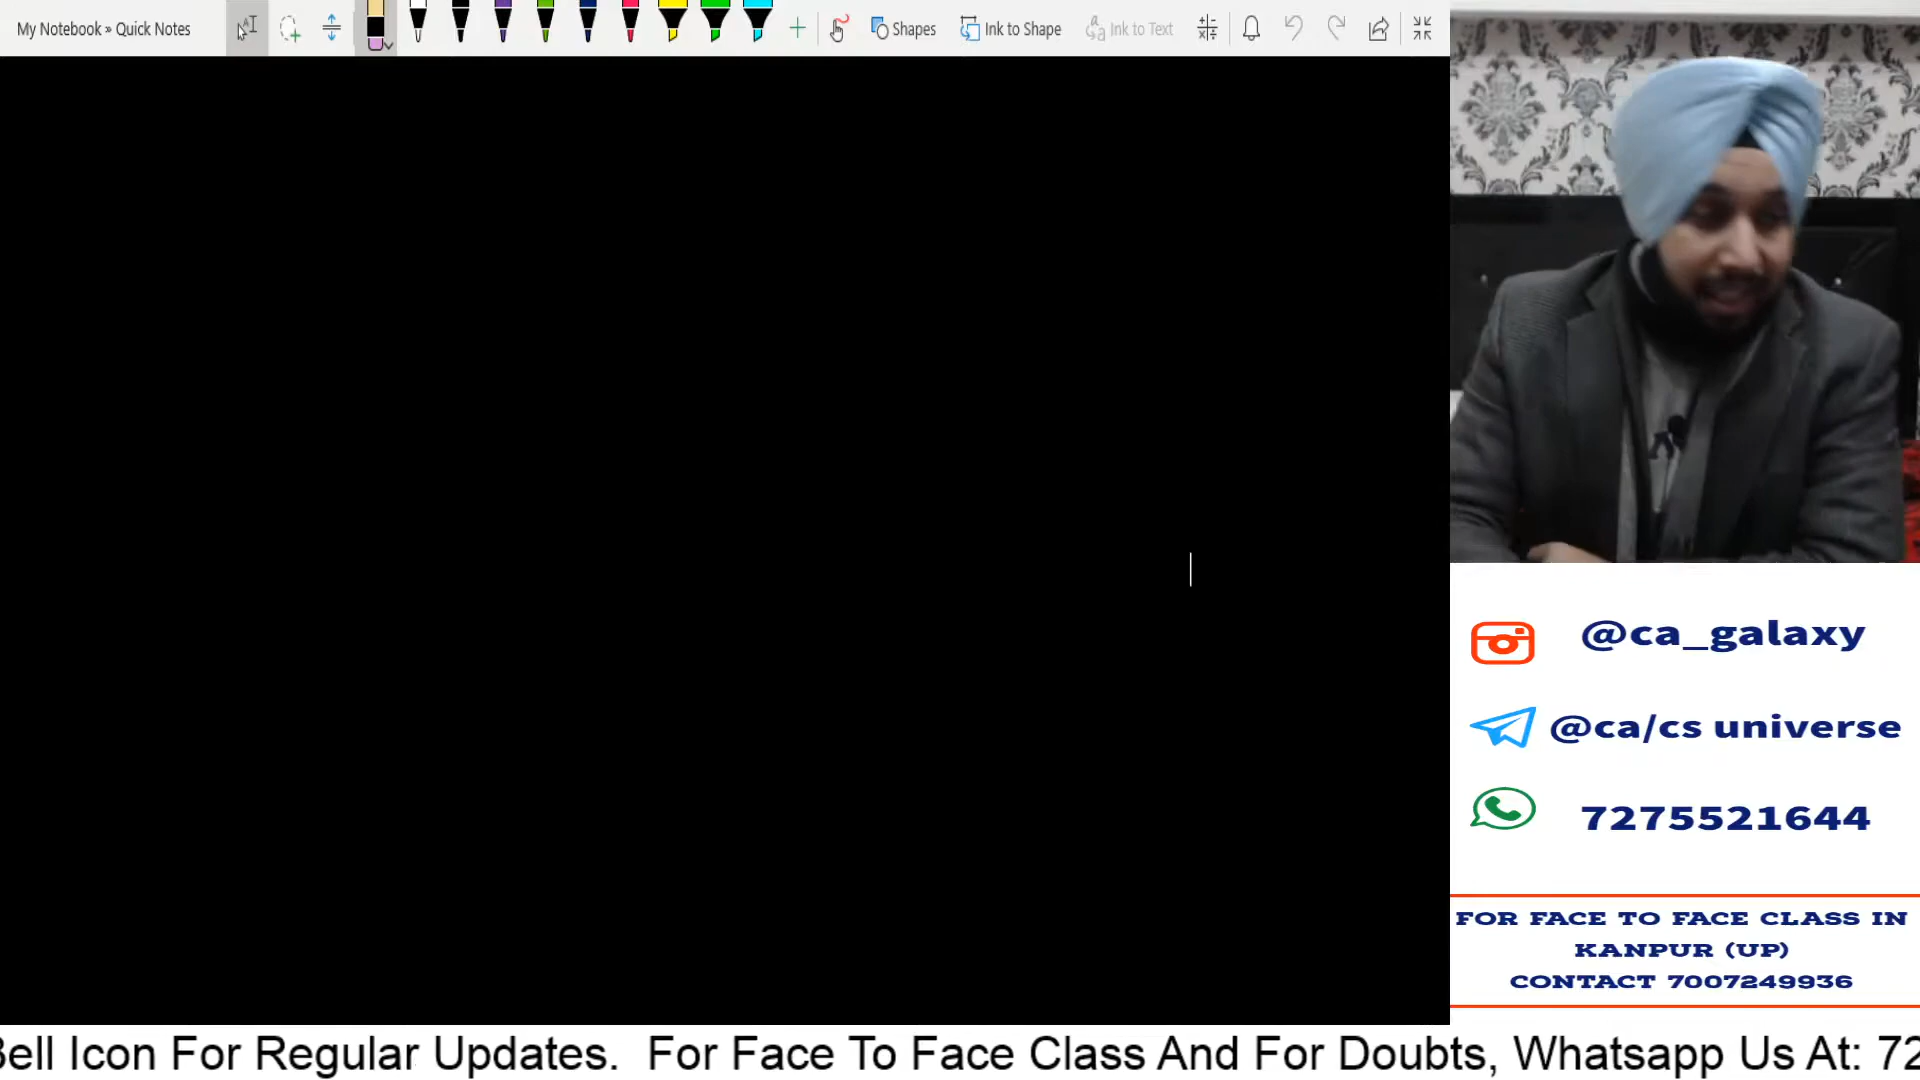 My Notebook » Quick Notes
Shapes
Ink to Shape
Ink to Text
@ca_galaxy
@ca/cs universe
7275521644
FOR FACE TO FACE CLASS IN
KANPUR (UP)
CONTACT 7007249936
Bell Icon For Regular Updates. For Face To Face Class And For Doubts, Whatsapp Us At: 72